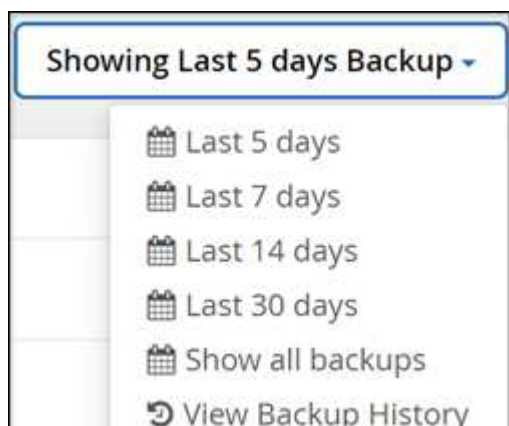 Showing Last 5 days Backup
Last 5 days
Last 7 days
Last 14 days
Last 30 days
Show all backups
View Backup History